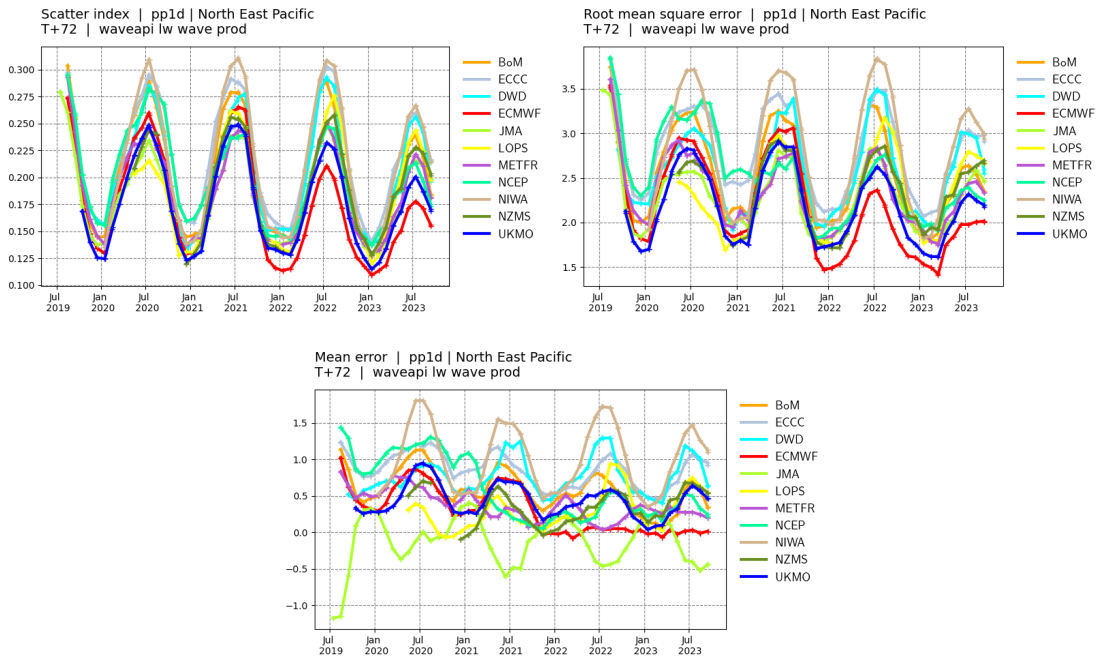 Scatter index | pp1d | North East Pacific
T+72 | waveapi lw wave prod
0.300
0.275
0.250
0.225
0.200
0.175
0.150
0.125
0.100
Jul
2019
Jan
2020
Jul
2020
Jan
2021
Jul
2021
Jan
2022
Jul
2022
Jan
2023
Jul
2023
BoM
ECCC
DWD
ECMWF
JMA
LOPS
METFR
NCEP
NIWA
NZMS
UKMO
Root mean square error | pp1d | North East Pacific
T+72 | waveapi lw wave prod
3.5
3.0
2.5
2.0
1.5
Jul
2019
Jan
2020
Jul
2020
Jan
2021
Jul
2021
Jan
2022
Jul
2022
Jan
2023
Jul
2023
BoM
ECCC
DWD
ECMWF
JMA
LOPS
METFR
NCEP
NIWA
NZMS
UKMO
Mean error | pp1d | North East Pacific
T+72 | waveapi lw wave prod
1.5
1.0
0.5
0.0
−0.5
−1.0
Jul
2019
Jan
2020
Jul
2020
Jan
2021
Jul
2021
Jan
2022
Jul
2022
Jan
2023
Jul
2023
BoM
ECCC
DWD
ECMWF
JMA
LOPS
METFR
NCEP
NIWA
NZMS
UKMO